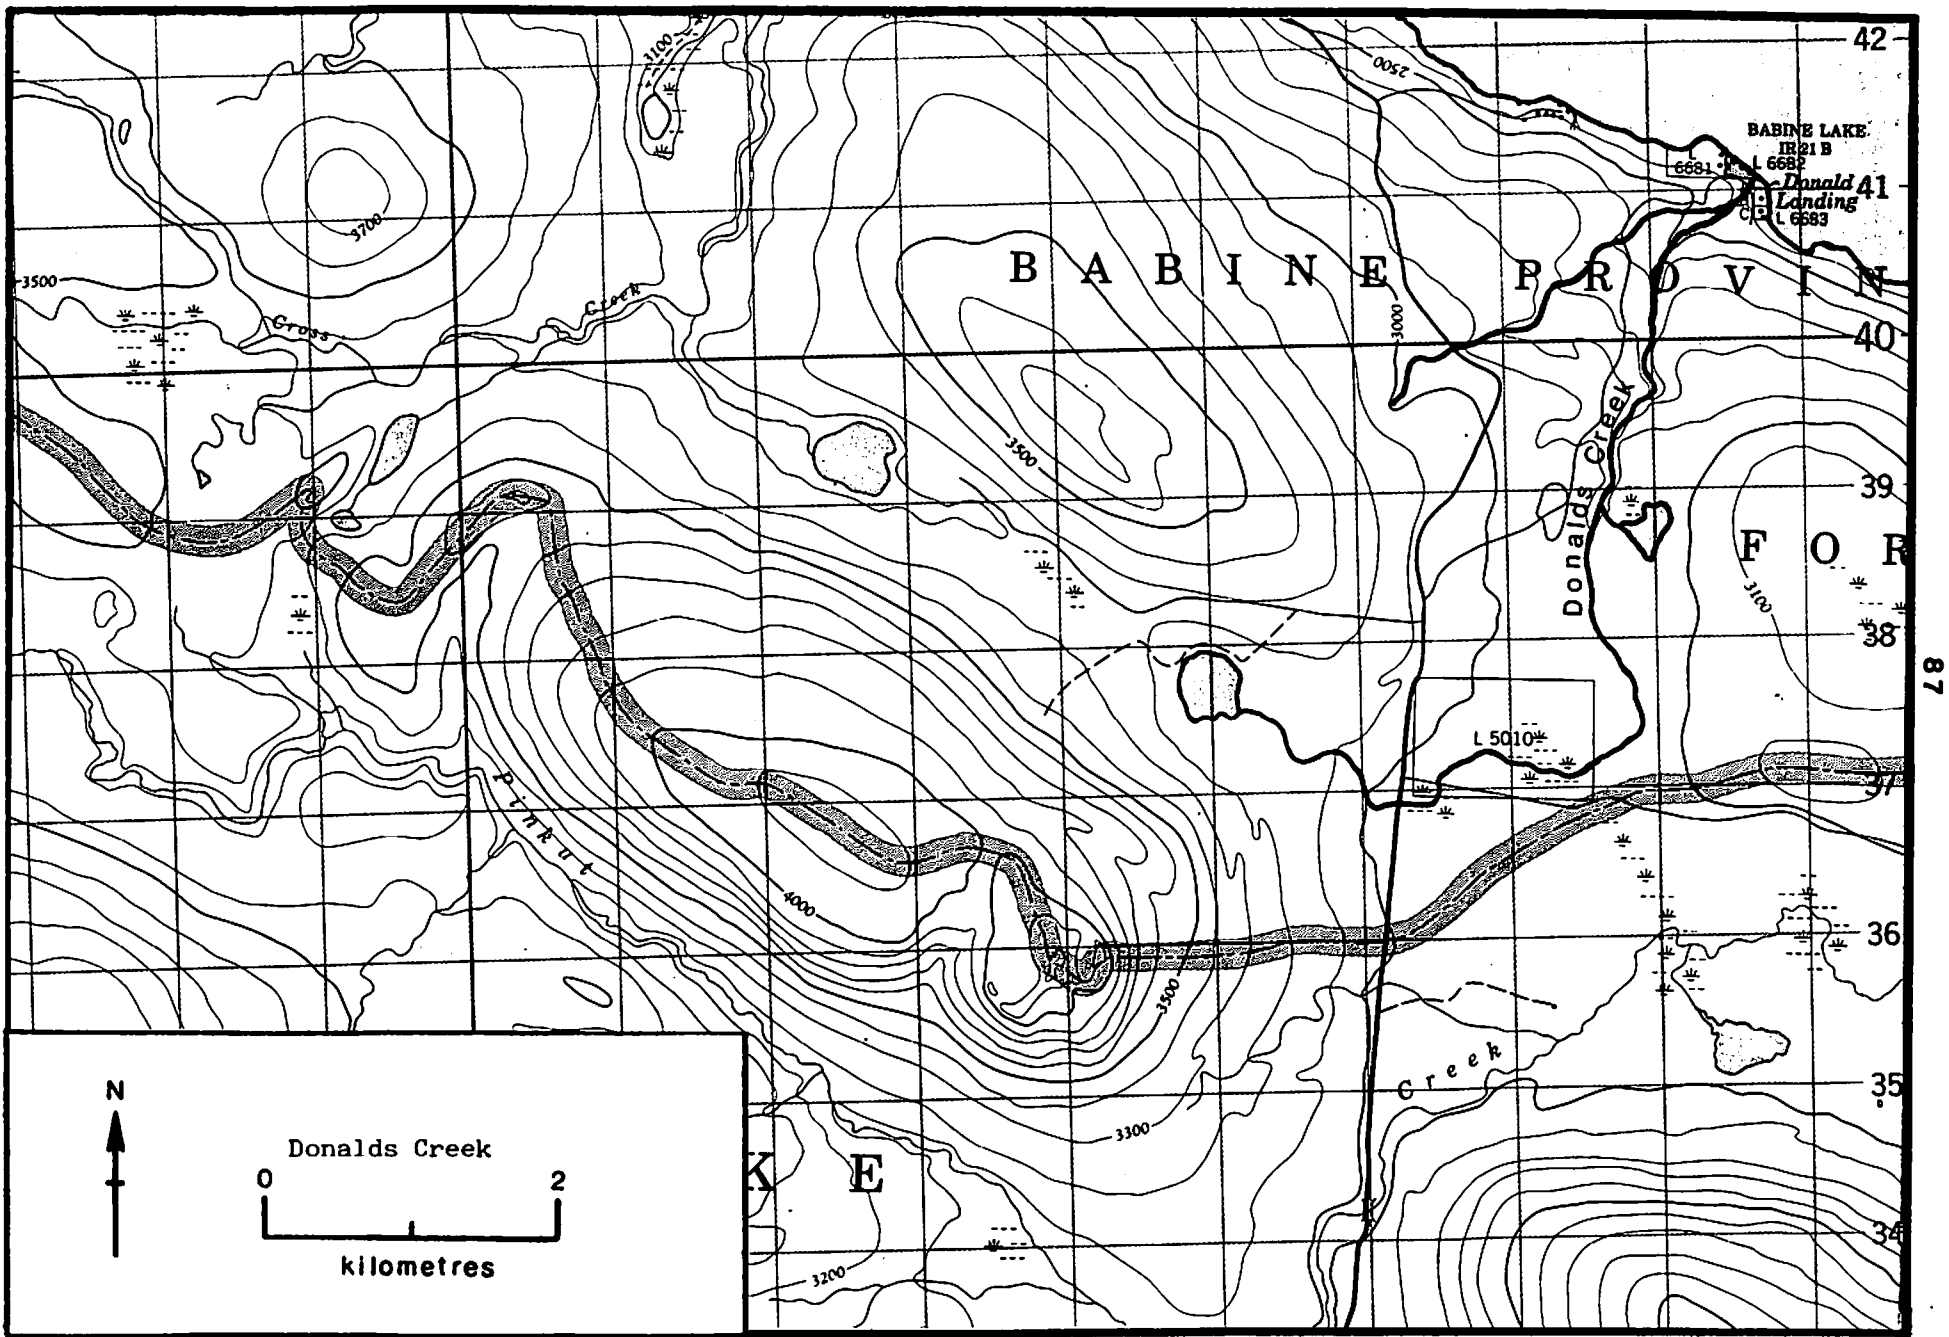 42
3100
2500
BABINE LAKE
IR 21 B
L 6682
6681
Donald
Landing
41
L 6683
3700
B A B I N E P R O V I N
3500
Creek
Cross
3000
40
Donalds Creek
3500
39
F O R
3100
38
87
L 5010
37
Pinkut
4000
36
3500
Creek
35
3300
N
Donalds Creek
0 2
kilometres
K E
34
3200